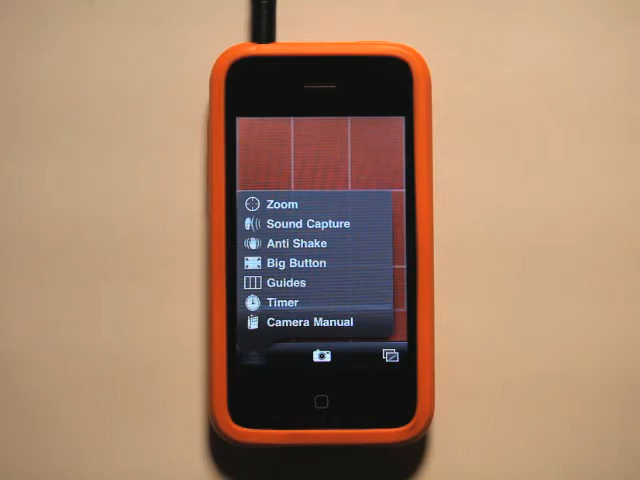 Zoom
Sound Capture
Anti Shake
Big Button
Guides
Timer
Camera Manual